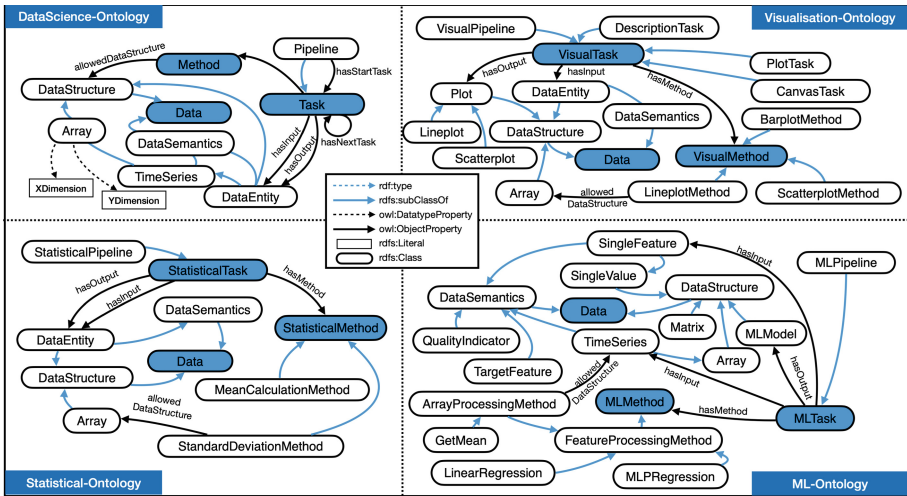 DataScience-Ontology
Pipeline
allowedDataStructure
Method
hasStartTask
DataStructure
Data
Task
Array
DataSemantics
hasNextTask
hasInput
hasOutput
TimeSeries
XDimension
YDimension
DataEntity
Visualisation-Ontology
VisualPipeline
DescriptionTask
VisualTask
hasOutput
hasInput
hasMethod
PlotTask
Plot
DataEntity
CanvasTask
DataSemantics
BarplotMethod
Lineplot
DataStructure
Scatterplot
Data
VisualMethod
Array
allowed
DataStructure
LineplotMethod
ScatterplotMethod
rdf:type
rdfs:subClassOf
owl:DatatypeProperty
owl:ObjectProperty
rdfs:Literal
rdfs:Class
StatisticalPipeline
StatisticalTask
hasOutput
hasInput
hasMethod
DataSemantics
StatisticalMethod
DataEntity
Data
DataStructure
MeanCalculationMethod
allowed
DataStructure
Array
StandardDeviationMethod
Statistical-Ontology
SingleFeature
hasInput
MLPipeline
SingleValue
DataSemantics
DataStructure
Data
Matrix
MLModel
QualityIndicator
TimeSeries
Array
TargetFeature
hasInput
hasOutput
allowed
DataStructure
ArrayProcessingMethod
MLMethod
hasMethod
MLTask
GetMean
FeatureProcessingMethod
LinearRegression
MLPRegression
ML-Ontology